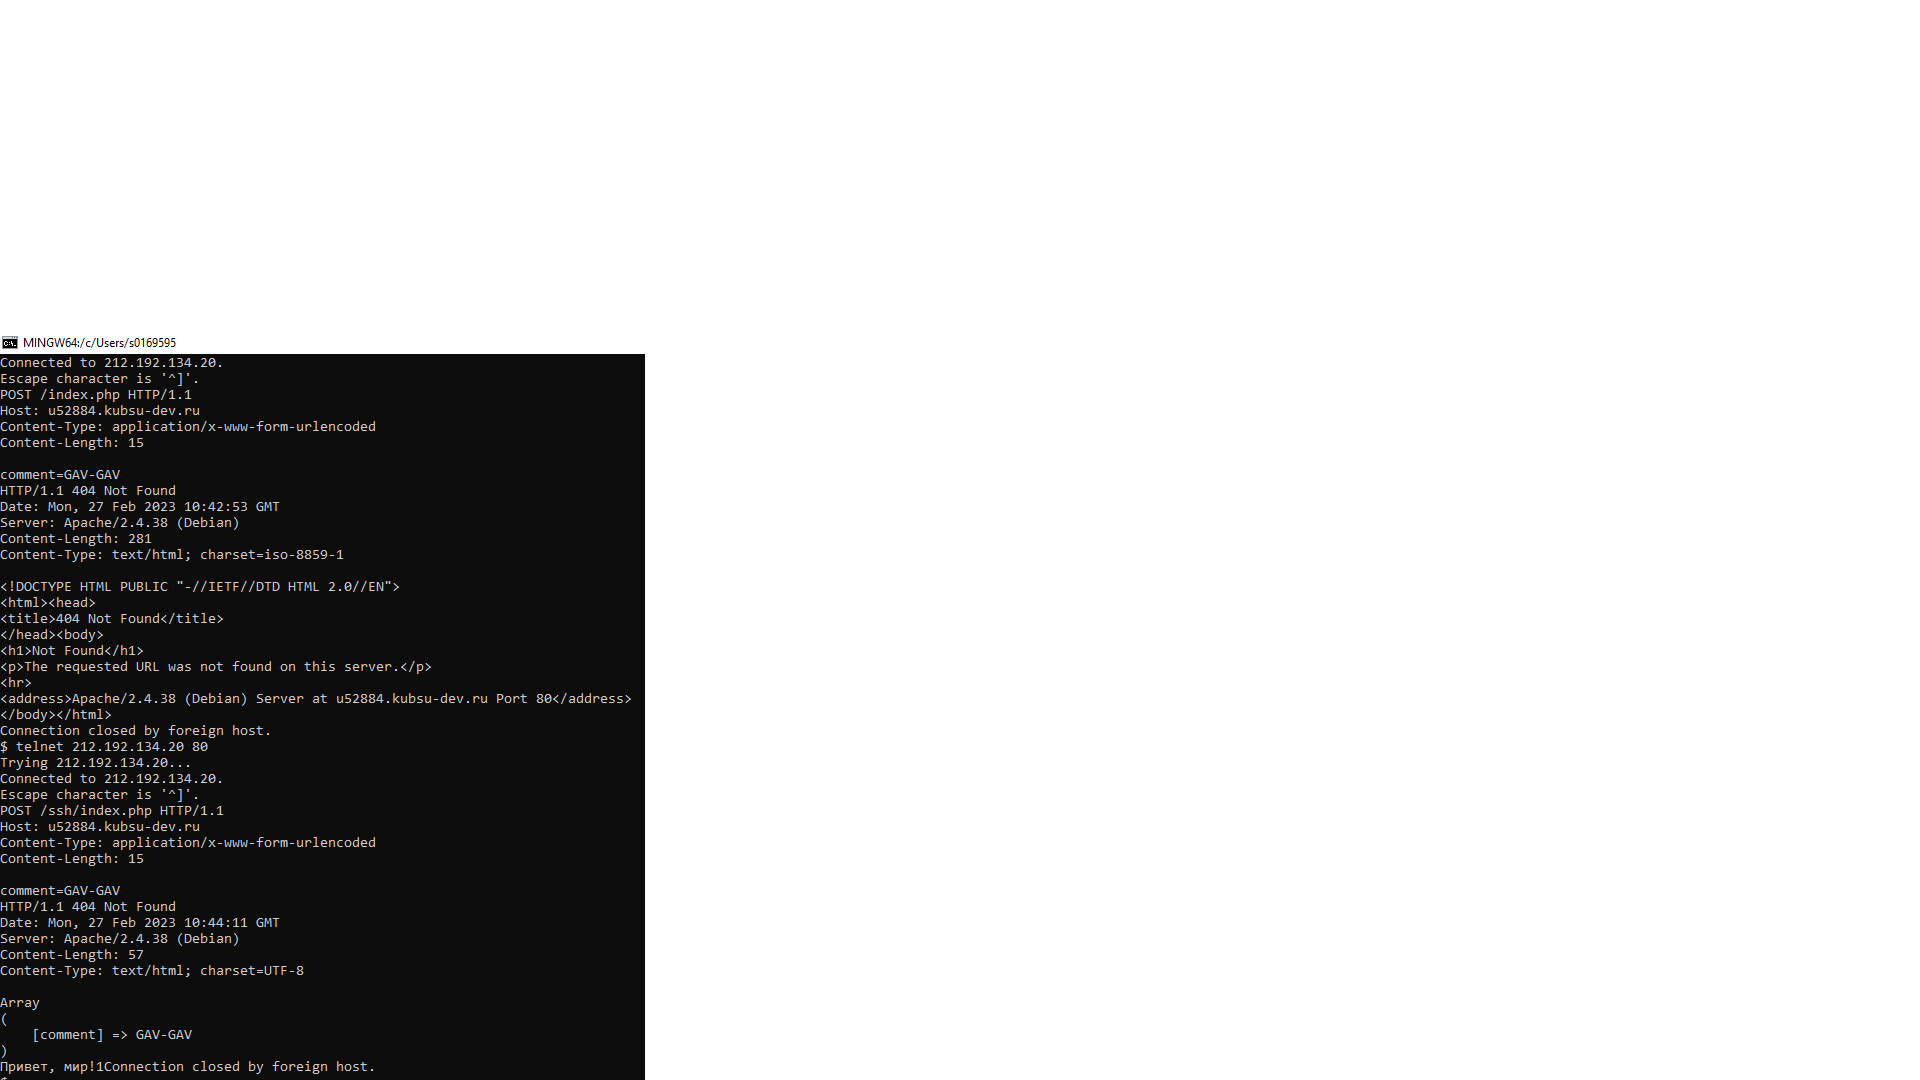 MINGW64:/c/Users/s0169595
Connected to 212.192.134.20.
Escape character is '^]'.
POST /index.php HTTP/1.1
Host: u52884.kubsu-dev.ru
Content-Type: application/x-www-form-urlencoded
Content-Length: 15

comment=GAV-GAV
HTTP/1.1 404 Not Found
Date: Mon, 27 Feb 2023 10:42:53 GMT
Server: Apache/2.4.38 (Debian)
Content-Length: 281
Content-Type: text/html; charset=iso-8859-1

<!DOCTYPE HTML PUBLIC "-//IETF//DTD HTML 2.0//EN">
<html><head>
<title>404 Not Found</title>
</head><body>
<h1>Not Found</h1>
<p>The requested URL was not found on this server.</p>
<hr>
<address>Apache/2.4.38 (Debian) Server at u52884.kubsu-dev.ru Port 80</address>
</body></html>
Connection closed by foreign host.
$ telnet 212.192.134.20 80
Trying 212.192.134.20...
Connected to 212.192.134.20.
Escape character is '^]'.
POST /ssh/index.php HTTP/1.1
Host: u52884.kubsu-dev.ru
Content-Type: application/x-www-form-urlencoded
Content-Length: 15

comment=GAV-GAV
HTTP/1.1 404 Not Found
Date: Mon, 27 Feb 2023 10:44:11 GMT
Server: Apache/2.4.38 (Debian)
Content-Length: 57
Content-Type: text/html; charset=UTF-8

Array
(
    [comment] => GAV-GAV
)
Привет, мир!1Connection closed by foreign host.